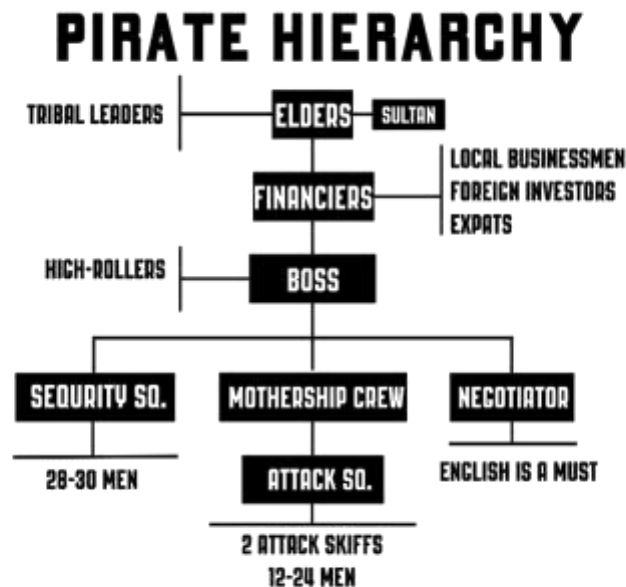 PIRATE HIERARCHY
TRIBAL LEADERS
ELDERS
SULTAN
FINANCIERS
LOCAL BUSINESSMEN
FOREIGN INVESTORS
EXPATS
HIGH-ROLLERS
BOSS
SEQURITY SQ.
MOTHERSHIP CREW
NEGOTIATOR
28-30 MEN
ATTACK SQ.
ENGLISH IS A MUST
2 ATTACK SKIFFS
12-24 MEN